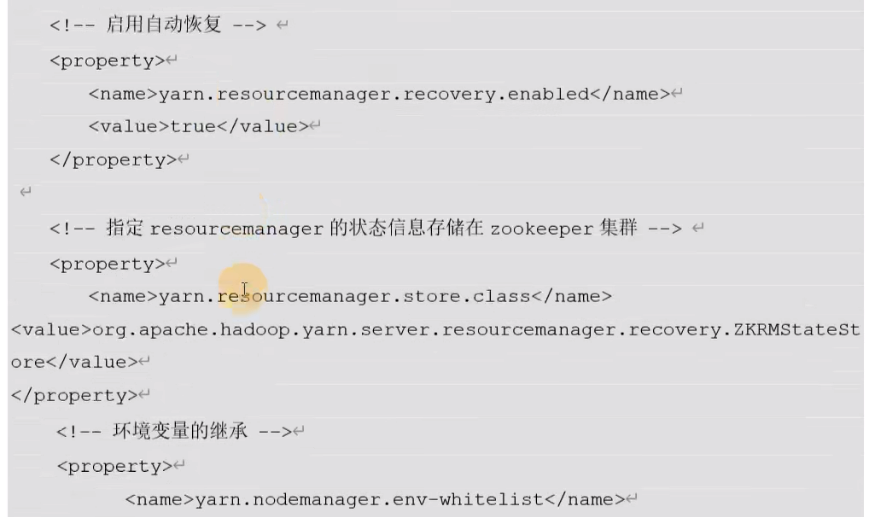 <!-- 启用自动恢复 -->
<property>
<name>yarn.resourcemanager.recovery.enabled</name>
<value>true</value>
</property>
<!-- 指定 resourcemanager 的状态信息存储在 zookeeper 集群 -->
<property>
<name>yarn.resourcemanager.store.class</name>
<value>org.apache.hadoop.yarn.server.resourcemanager.recovery.ZKRMStateSt
ore</value>
</property>
<!-- 环境变量的继承 -->
<property>
<name>yarn.nodemanager.env-whitelist</name>